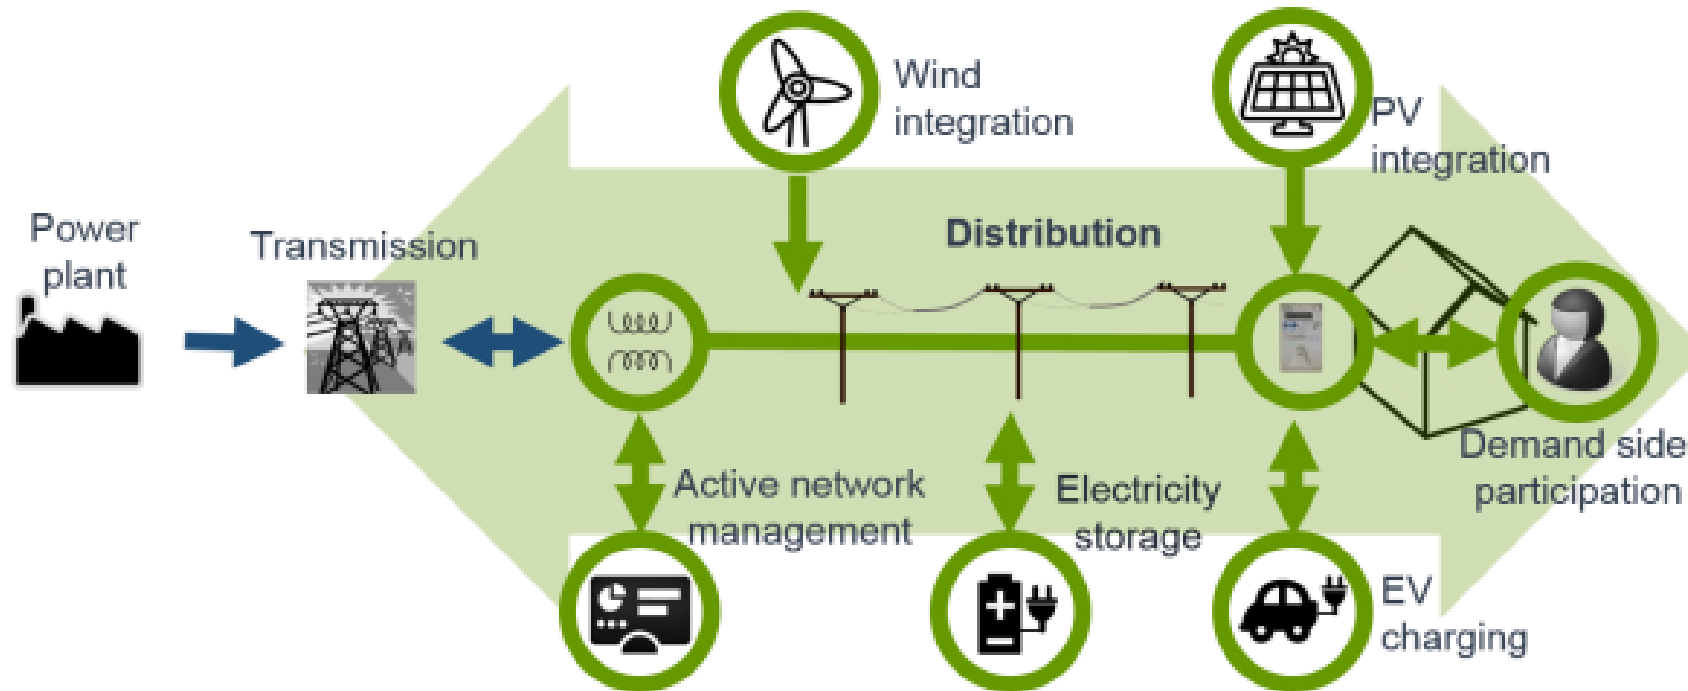 Wind
integration
PV
integration
Power
plant
Transmission
Distribution
Active network
management
Electricity
storage
Demand side
participation
EV
charging